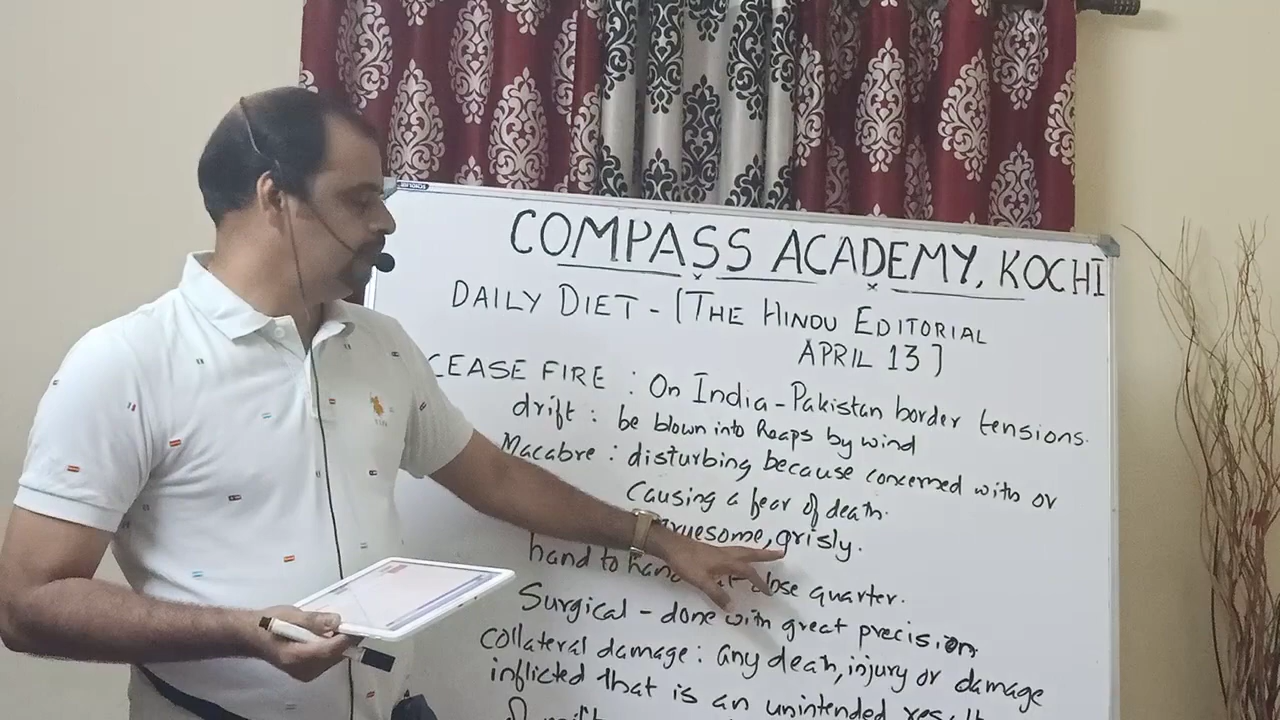 COMPASS ACADEMY, KOCHI
DAILY DIET - [THE HINDU EDITORIAL
APRIL 13]
CEASE FIRE : On India-Pakistan border tensions.
drift : be blown into heaps by wind
Macabre : disturbing because concerned with or
causing a fear of death.
gruesome, grisly.
hand to hand at close quarter.
Surgical - done with great precision.
collateral damage : any death, injury or damage
inflicted that is an unintended